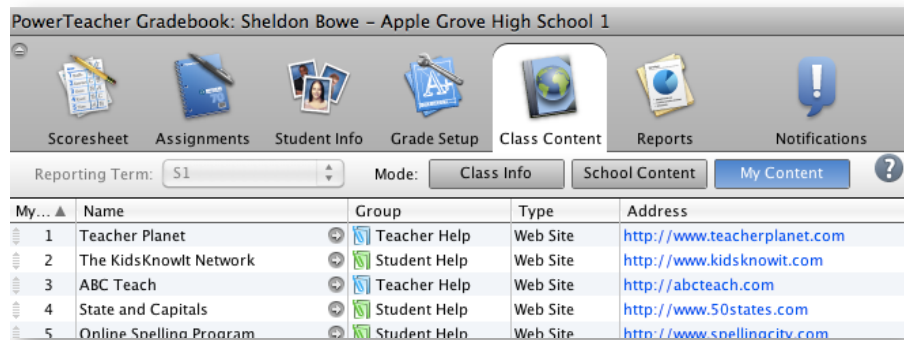 PowerTeacher Gradebook: Sheldon Bowe – Apple Grove High School 1
Scoresheet Assignments Student Info Grade Setup Class Content Reports Notifications
Reporting Term: S1 Mode: Class Info School Content My Content ?
My... Name Group Type Address
1 Teacher Planet Teacher Help Web Site http://www.teacherplanet.com
2 The KidsKnowIt Network Student Help Web Site http://www.kidsknowit.com
3 ABC Teach Teacher Help Web Site http://abcteach.com
4 State and Capitals Student Help Web Site http://www.50states.com
5 Online Spelling Program Student Help Web Site http://www.spellingcity.com